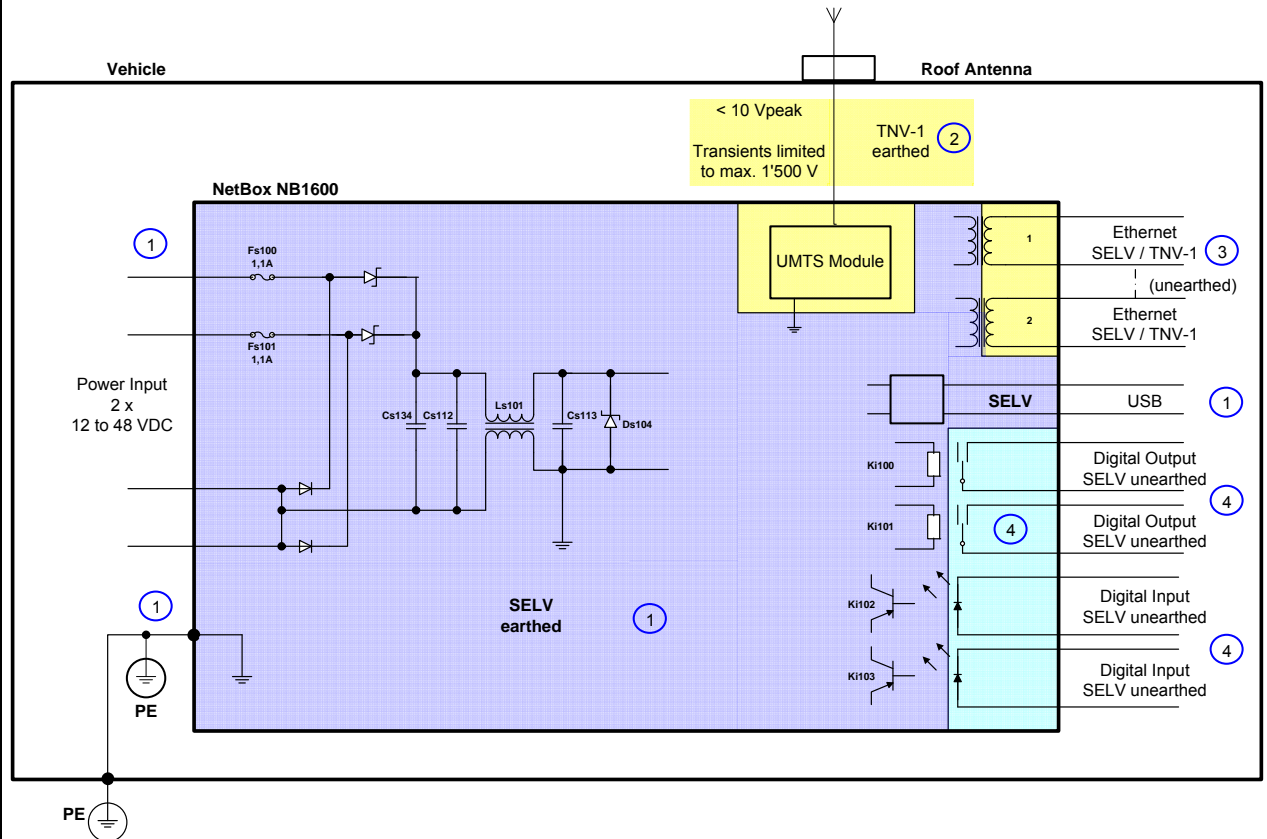 Vehicle
Roof Antenna
< 10 Vpeak
Transients limited
to max. 1'500 V
TNV-1
earthed
2
NetBox NB1600
1
Fs100
1,1A
Fs101
1,1A
Power Input
2 x
12 to 48 VDC
Cs134
Cs112
Ls101
Cs113
Ds104
UMTS Module
1
Ethernet
SELV / TNV-1
3
(unearthed)
2
Ethernet
SELV / TNV-1
SELV
USB
1
Ki100
Digital Output
SELV unearthed
4
Ki101
4
Digital Output
SELV unearthed
Ki102
Digital Input
SELV unearthed
4
Ki103
Digital Input
SELV unearthed
1
SELV
earthed
1
PE
PE